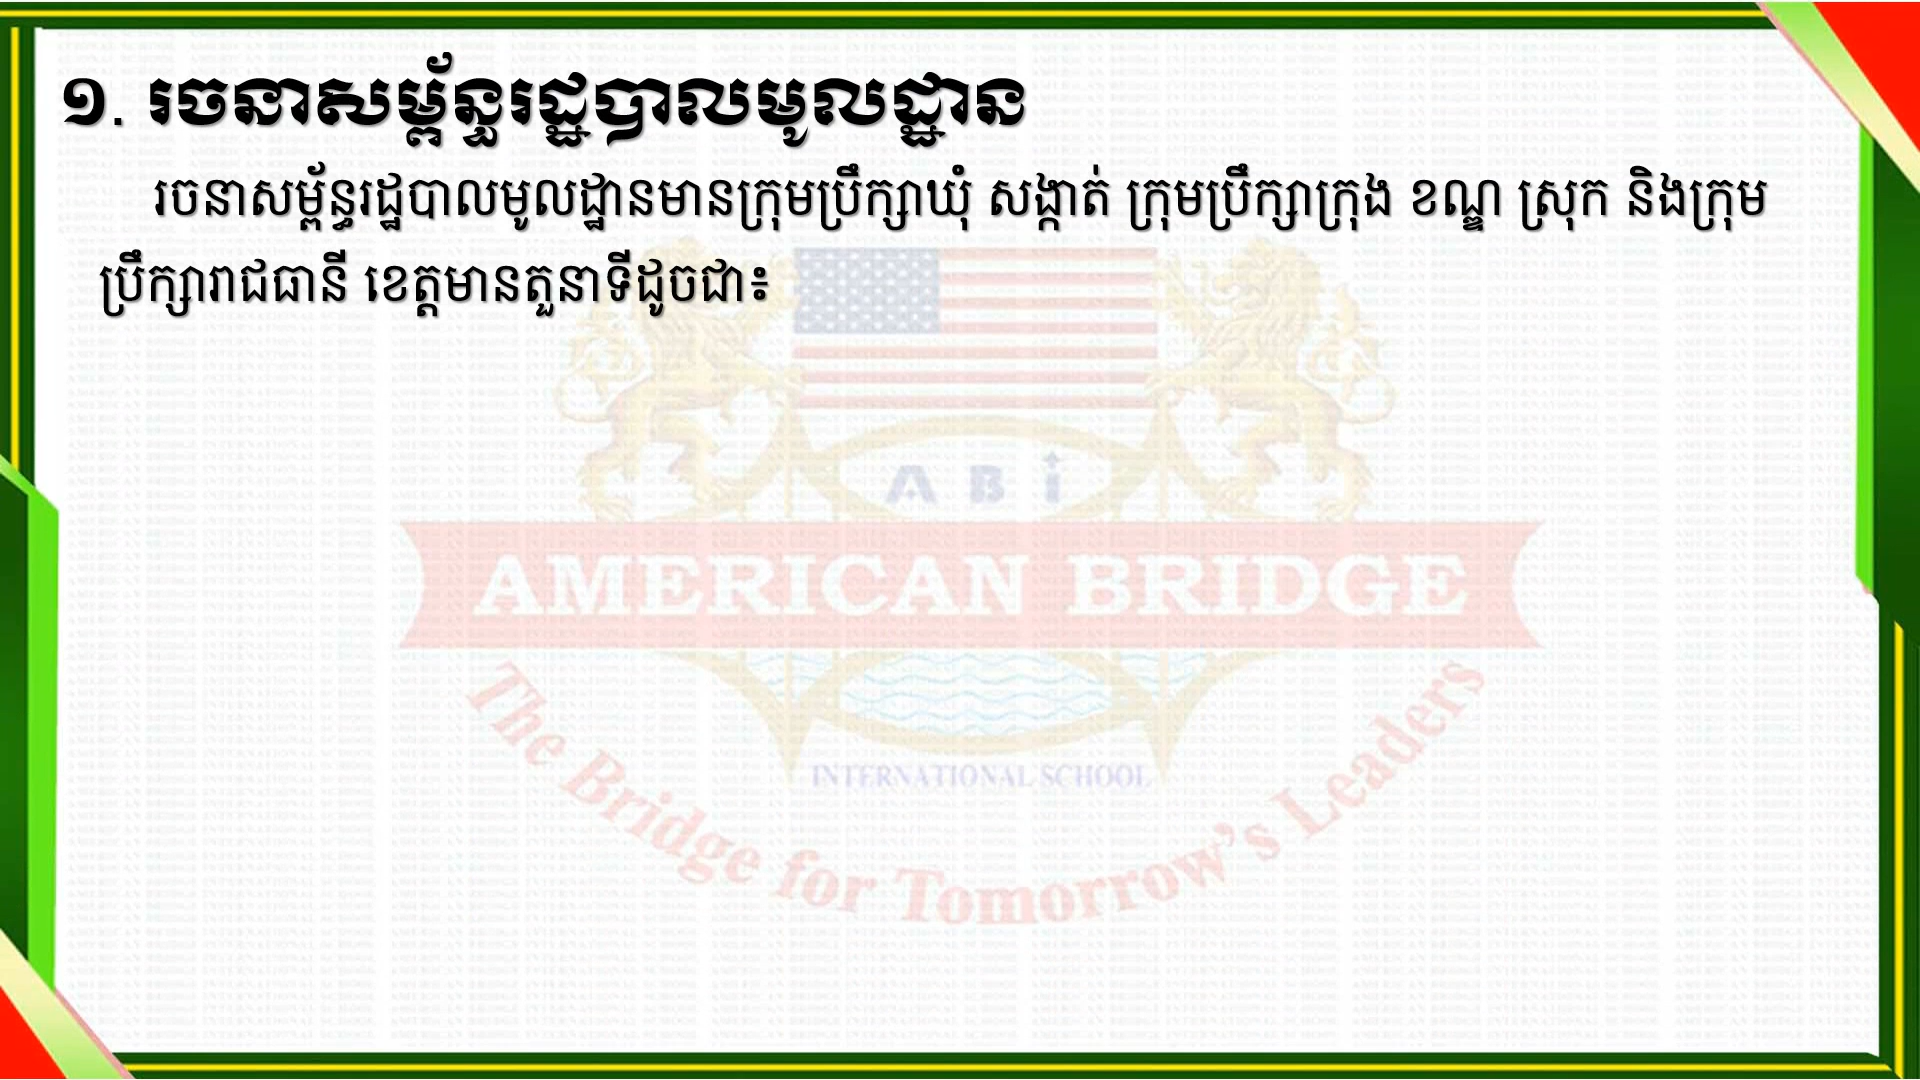 ១. រចនាសម្ព័ន្ធរដ្ឋបាលមូលដ្ឋាន
រចនាសម្ព័ន្ធរដ្ឋបាលមូលដ្ឋានមានក្រុមប្រឹក្សាឃុំ សង្កាត់ ក្រុមប្រឹក្សាក្រុង ខណ្ឌ ស្រុក និងក្រុម
ប្រឹក្សារាជធានី ខេត្តមានតួនាទីដូចជា៖
A B i
AMERICAN BRIDGE
INTERNATIONAL SCHOOL
The Bridge for Tomorrow's Leaders